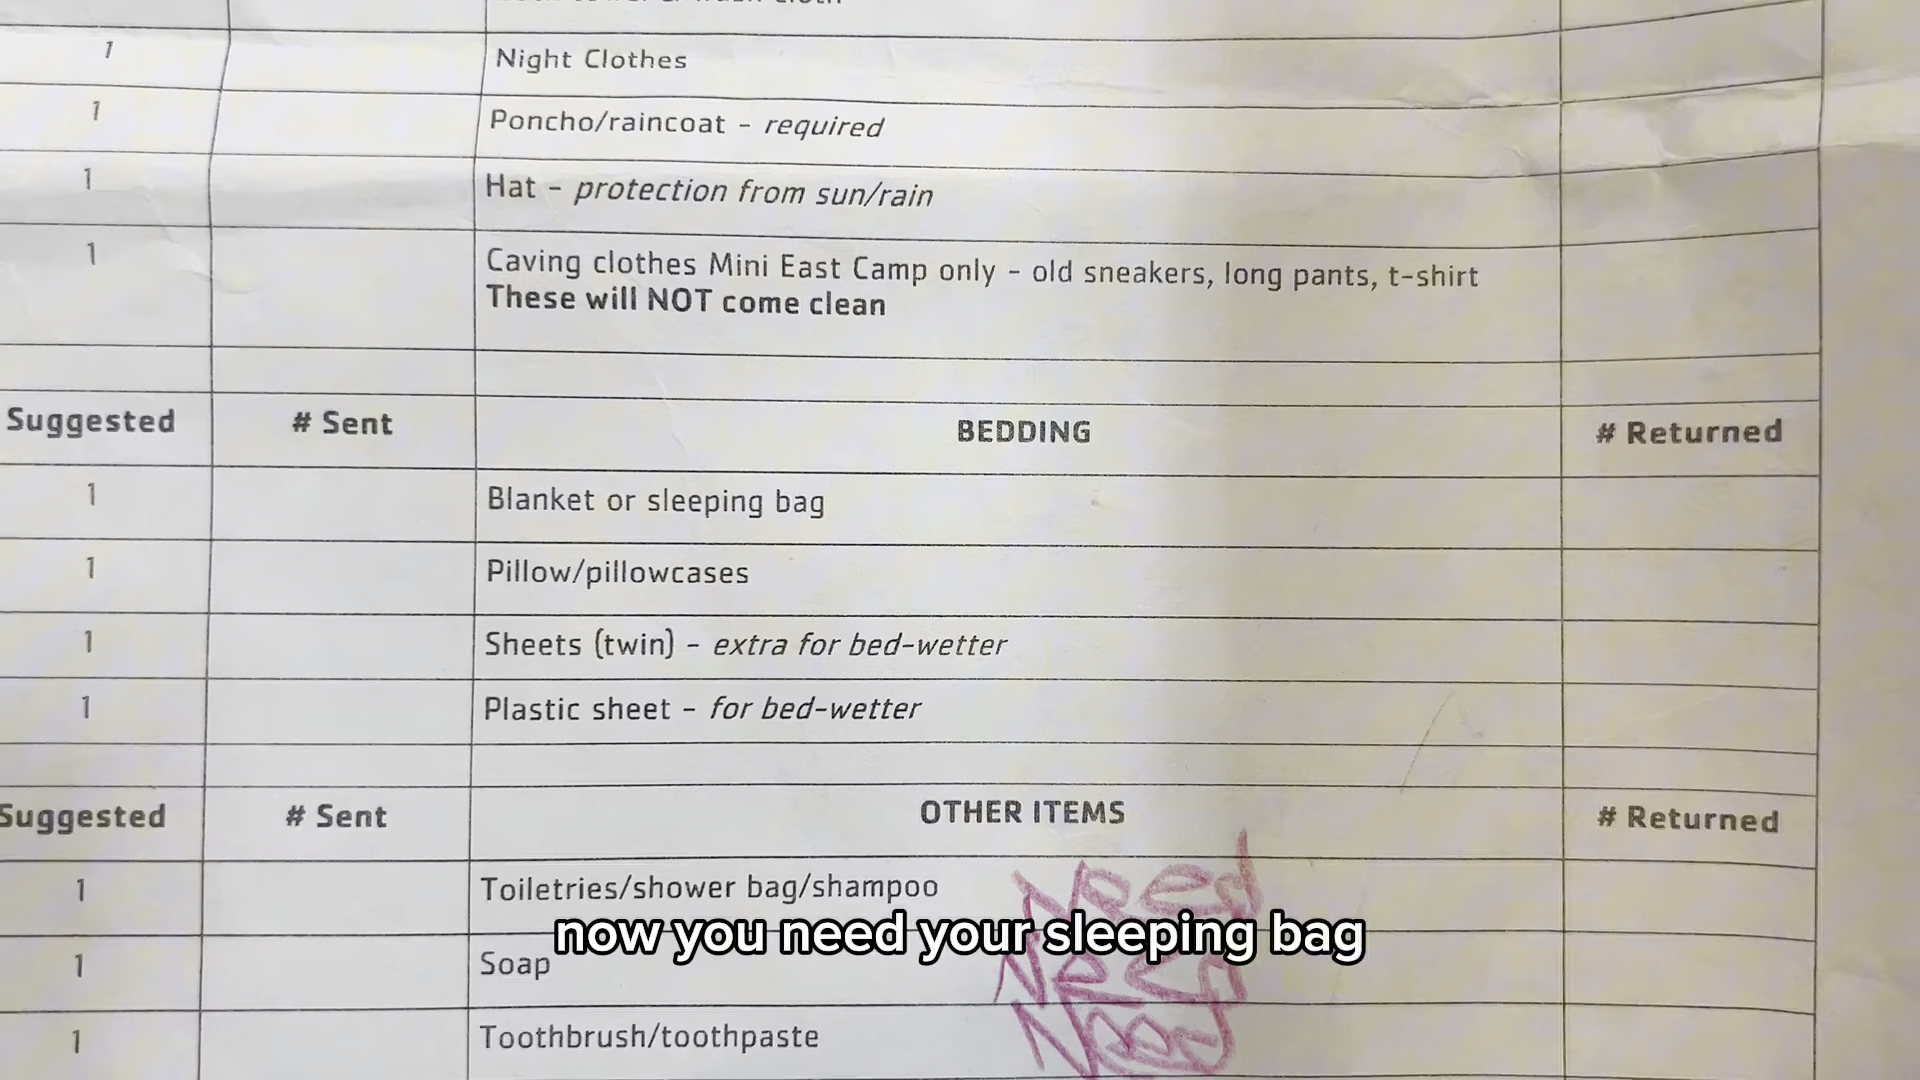 1 Night Clothes
1 Poncho/raincoat - required
1 Hat - protection from sun/rain
1 Caving clothes Mini East Camp only - old sneakers, long pants, t-shirt
These will NOT come clean
Suggested # Sent BEDDING # Returned
1 Blanket or sleeping bag
1 Pillow/pillowcases
1 Sheets (twin) - extra for bed-wetter
1 Plastic sheet - for bed-wetter
Suggested # Sent OTHER ITEMS # Returned
1 Toiletries/shower bag/shampoo Need
now you need your sleeping bag
1 Soap Need
1 Toothbrush/toothpaste Need